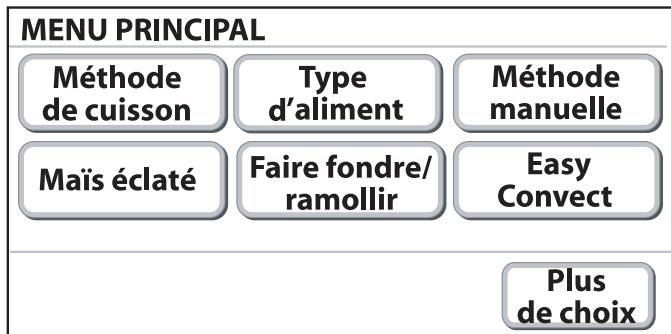 MENU PRINCIPAL
Méthode
de cuisson
Type
d'aliment
Méthode
manuelle
Maïs éclaté
Faire fondre/
ramollir
Easy
Convect
Plus
de choix